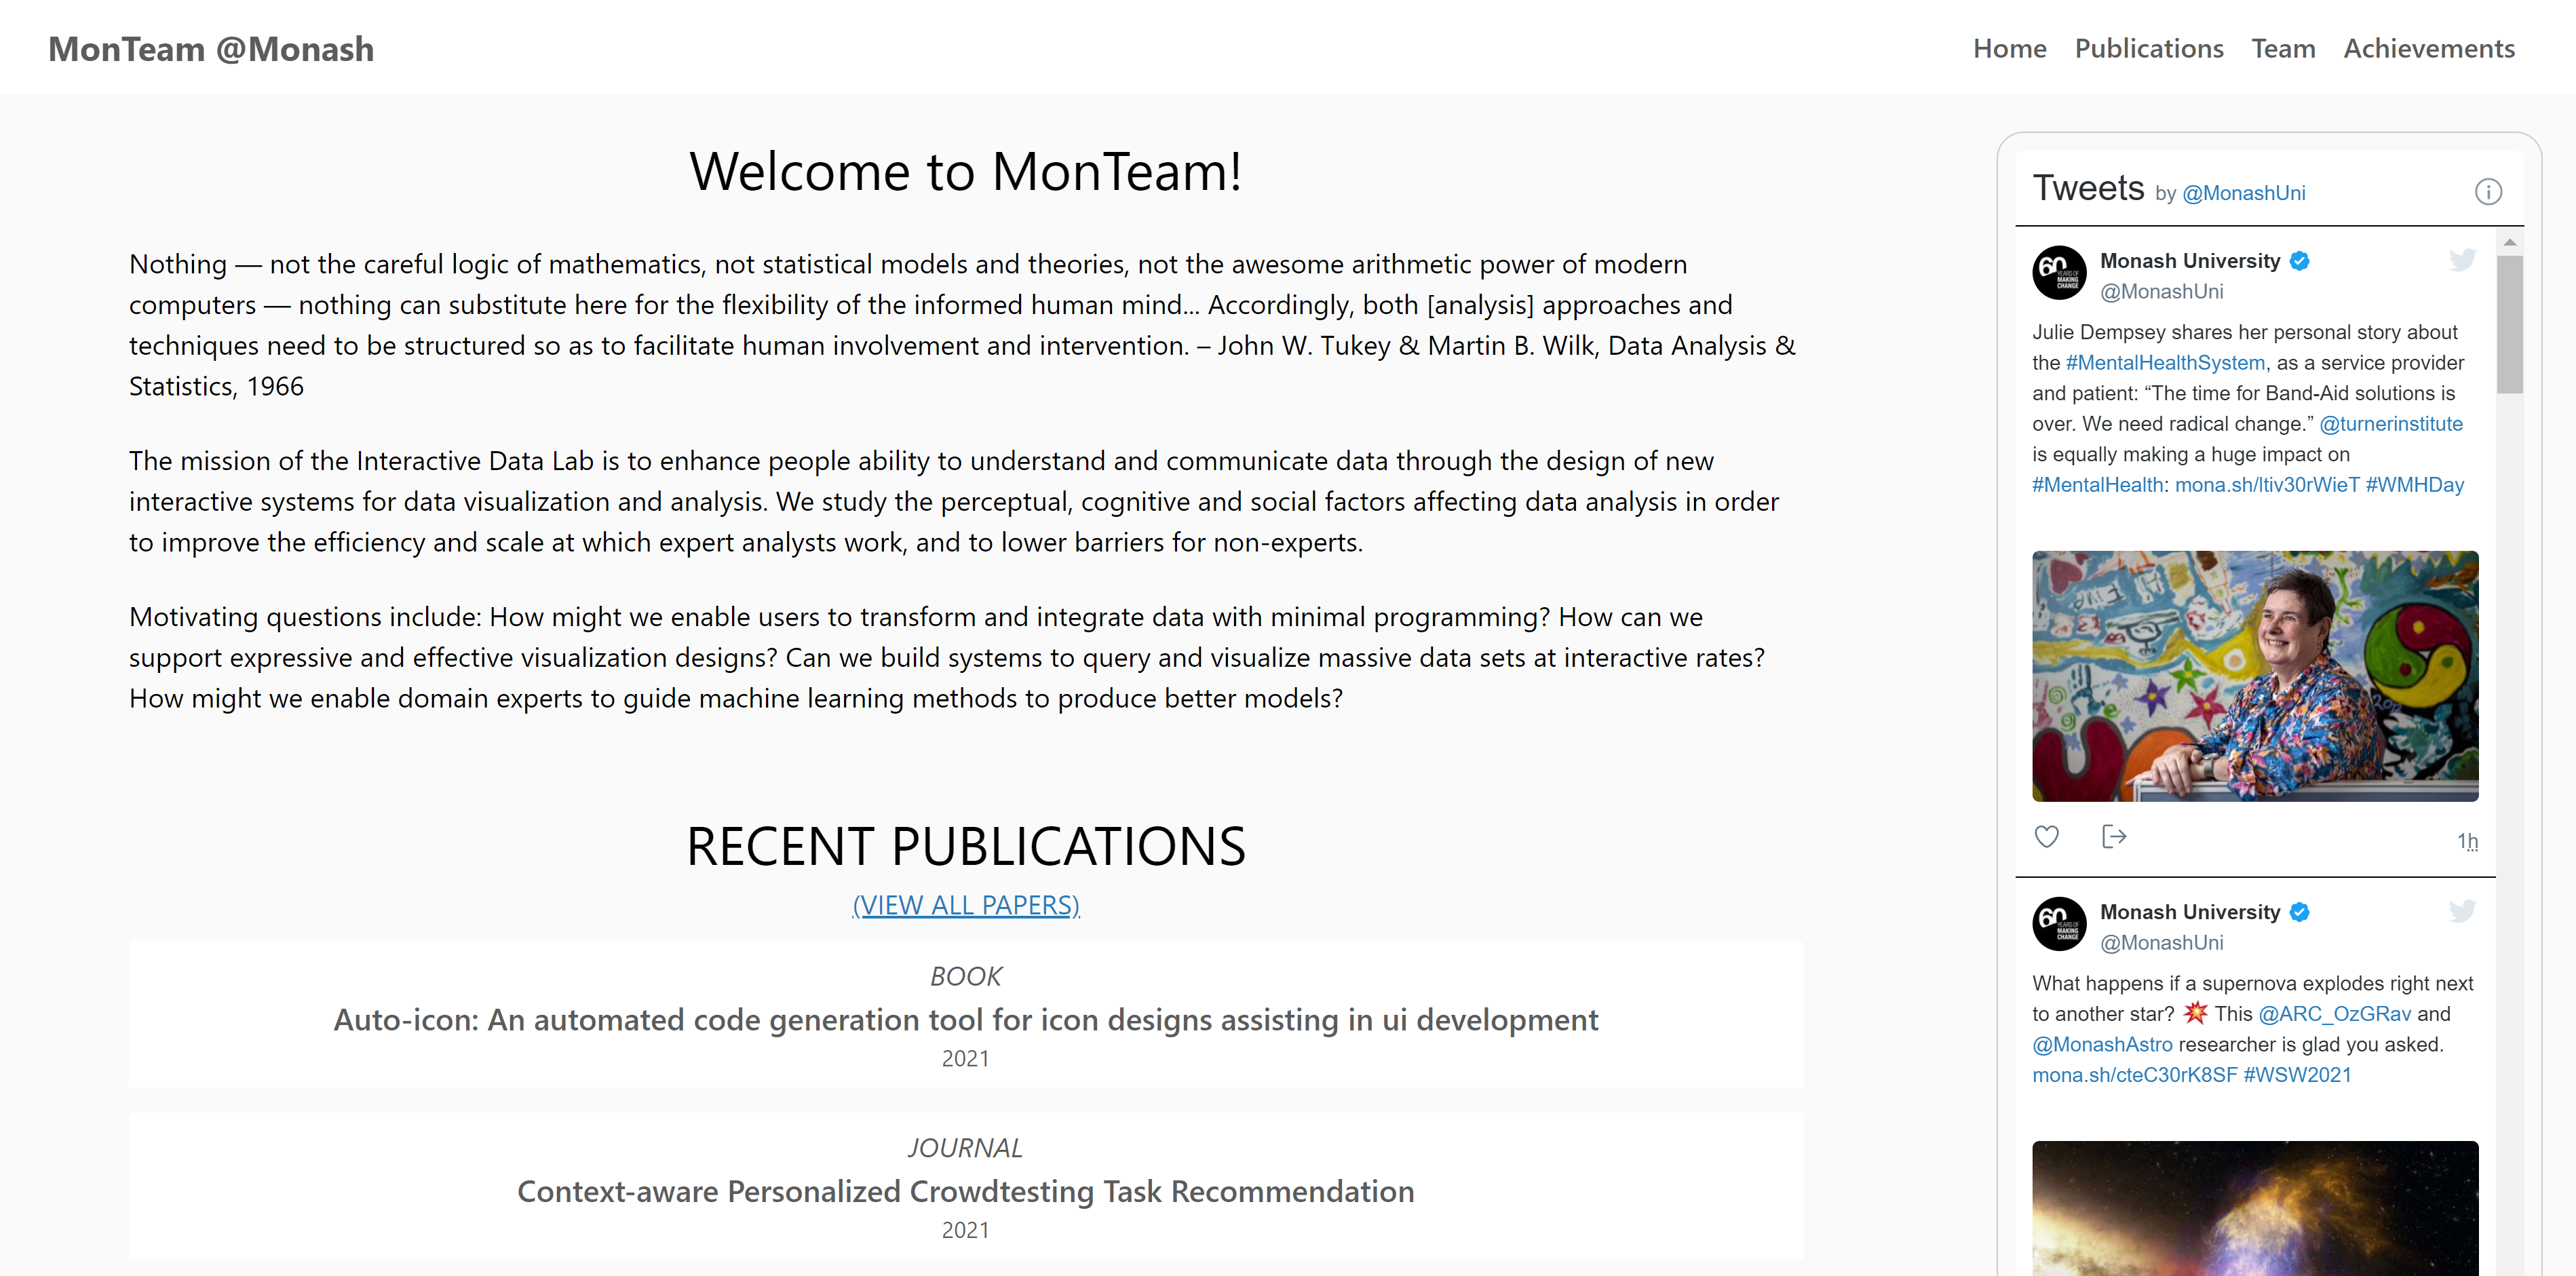 MonTeam @Monash
Home Publications Team Achievements
Welcome to MonTeam!
Nothing — not the careful logic of mathematics, not statistical models and theories, not the awesome arithmetic power of modern
computers — nothing can substitute here for the flexibility of the informed human mind... Accordingly, both [analysis] approaches and
techniques need to be structured so as to facilitate human involvement and intervention. – John W. Tukey & Martin B. Wilk, Data Analysis &
Statistics, 1966
The mission of the Interactive Data Lab is to enhance people ability to understand and communicate data through the design of new
interactive systems for data visualization and analysis. We study the perceptual, cognitive and social factors affecting data analysis in order
to improve the efficiency and scale at which expert analysts work, and to lower barriers for non-experts.
Motivating questions include: How might we enable users to transform and integrate data with minimal programming? How can we
support expressive and effective visualization designs? Can we build systems to query and visualize massive data sets at interactive rates?
How might we enable domain experts to guide machine learning methods to produce better models?
RECENT PUBLICATIONS
(VIEW ALL PAPERS)
BOOK
Auto-icon: An automated code generation tool for icon designs assisting in ui development
2021
JOURNAL
Context-aware Personalized Crowdtesting Task Recommendation
2021
Tweets by @MonashUni
60 YEARS OF
MAKING
CHANGE
Monash University
@MonashUni
Julie Dempsey shares her personal story about
the #MentalHealthSystem, as a service provider
and patient: “The time for Band-Aid solutions is
over. We need radical change.” @turnerinstitute
is equally making a huge impact on
#MentalHealth: mona.sh/ltiv30rWieT #WMHDay
1h
60 YEARS OF
MAKING
CHANGE
Monash University
@MonashUni
What happens if a supernova explodes right next
to another star? 💥 This @ARC_OzGRav and
@MonashAstro researcher is glad you asked.
mona.sh/cteC30rK8SF #WSW2021